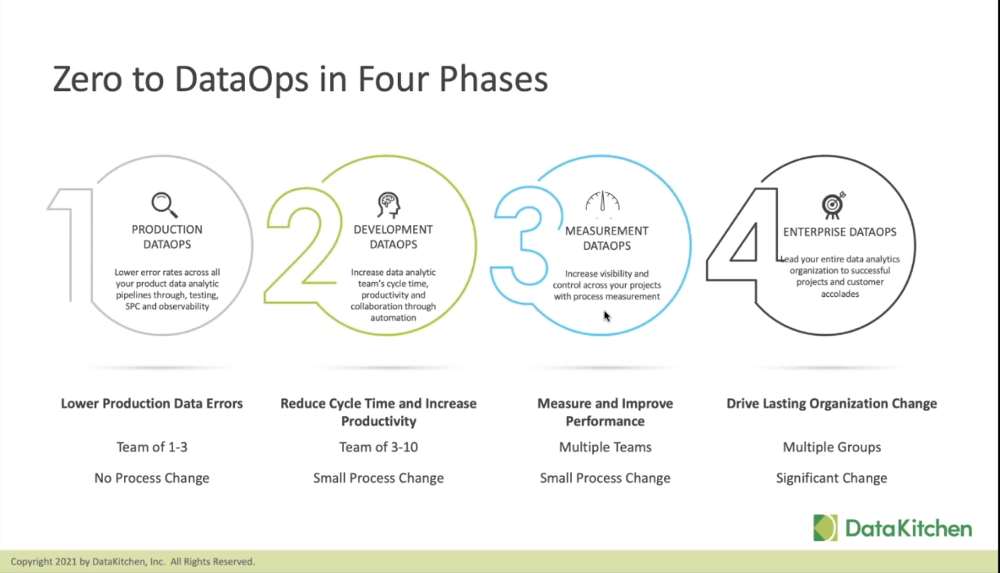 Zero to DataOps in Four Phases
1
PRODUCTION
DATAOPS
Lower error rates across all
your product data analytic
pipelines through, testing,
SPC and observability
2
DEVELOPMENT
DATAOPS
Increase data analytic
team's cycle time,
productivity and
collaboration through
automation
3
MEASUREMENT
DATAOPS
Increase visibility and
control across your projects
with process measurement
4
ENTERPRISE DATAOPS
Lead your entire data analytics
organization to successful
projects and customer
accolades
Lower Production Data Errors
Team of 1-3
No Process Change
Reduce Cycle Time and Increase
Productivity
Team of 3-10
Small Process Change
Measure and Improve
Performance
Multiple Teams
Small Process Change
Drive Lasting Organization Change
Multiple Groups
Significant Change
DataKitchen
Copyright 2021 by DataKitchen, Inc. All Rights Reserved.